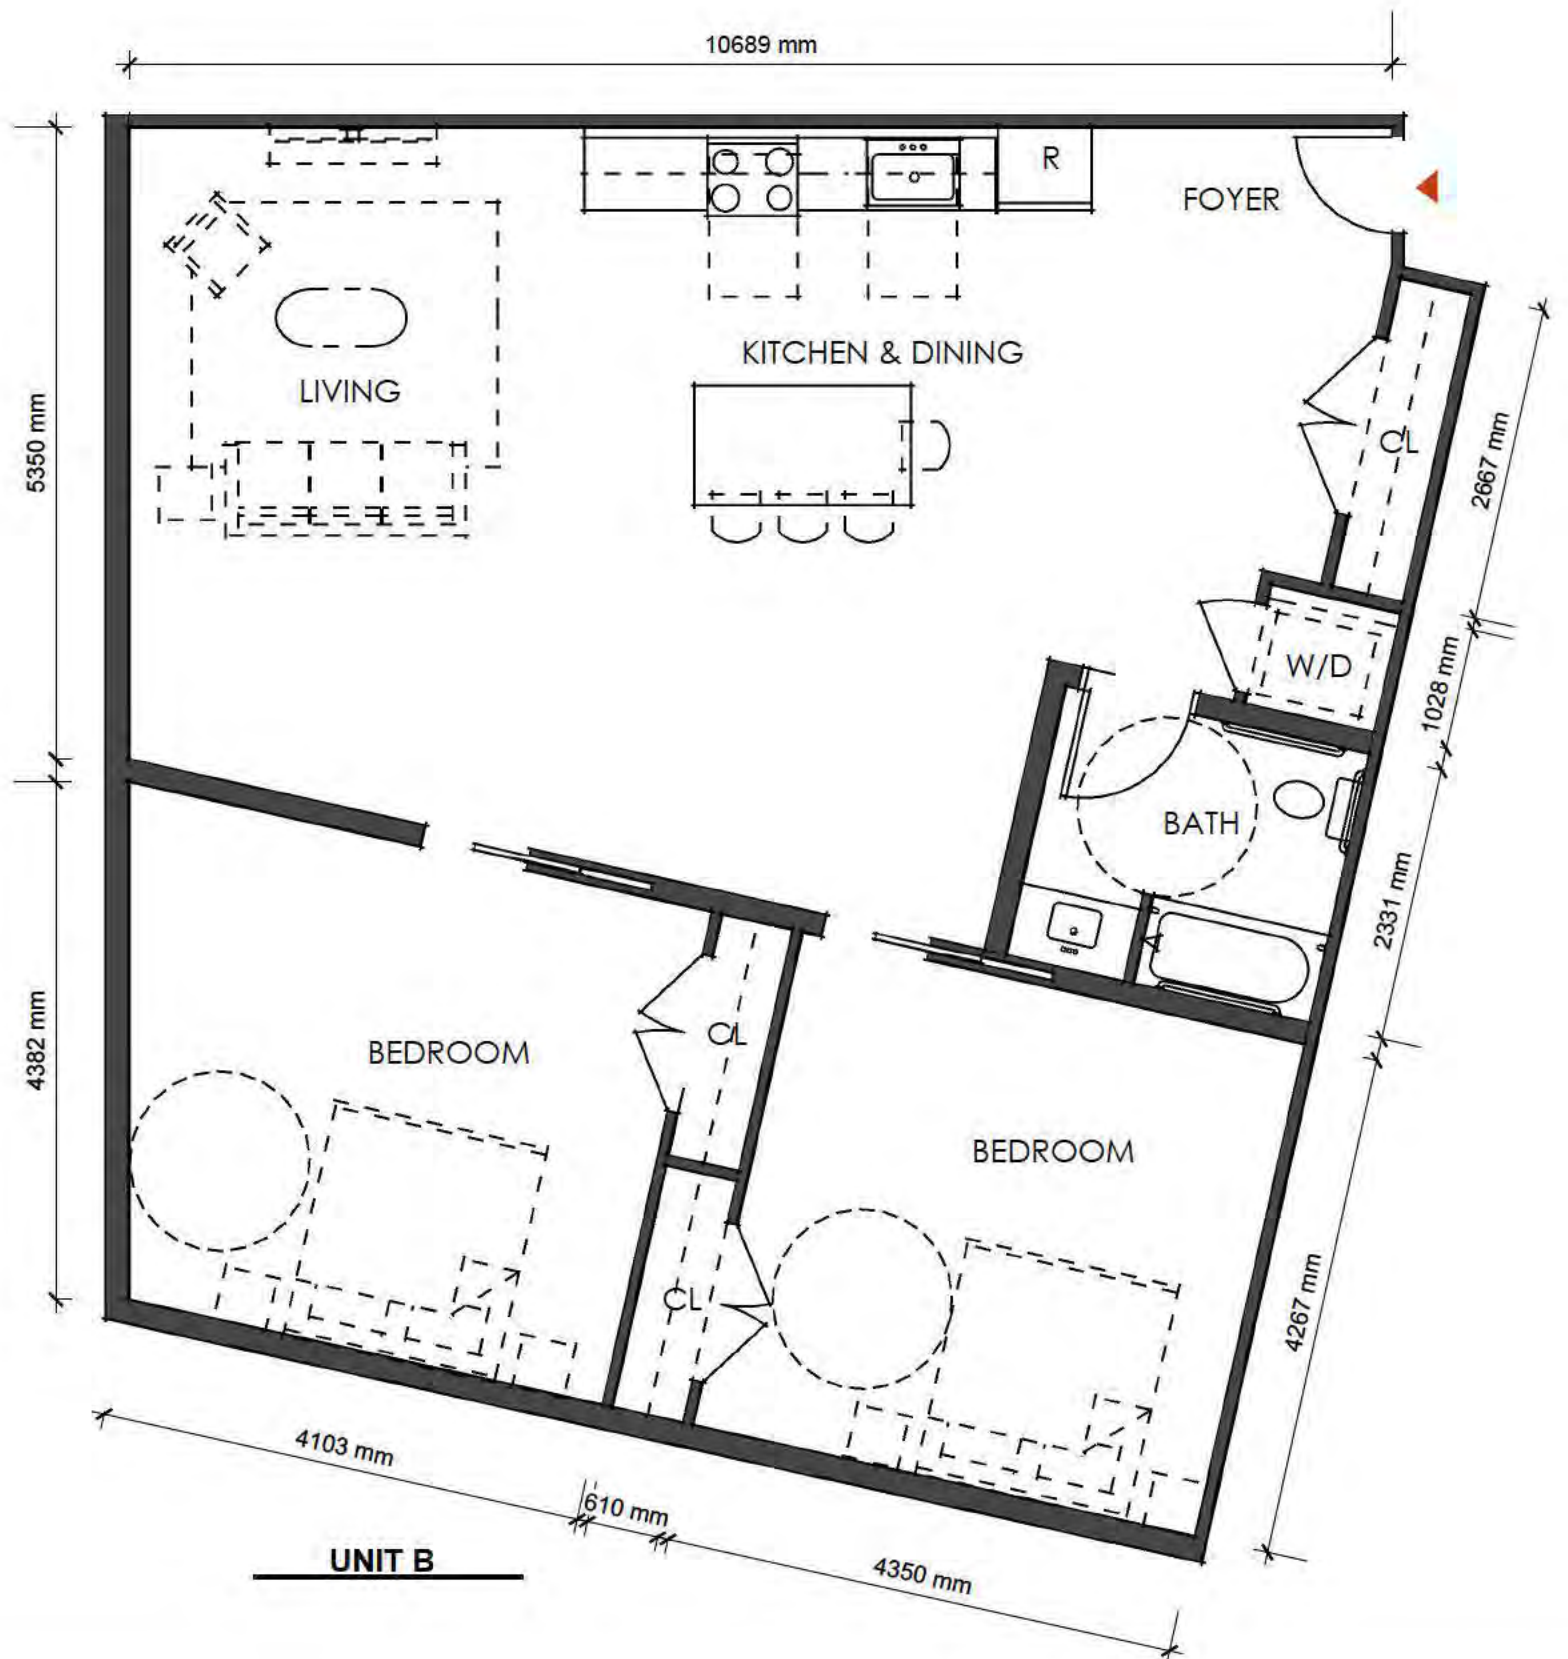 10689 mm
R
FOYER
KITCHEN & DINING
LIVING
5350 mm
CL
2667 mm
W/D
1028 mm
BATH
2331 mm
4382 mm
BEDROOM
CL
BEDROOM
CL
4267 mm
4103 mm
610 mm
4350 mm
UNIT B